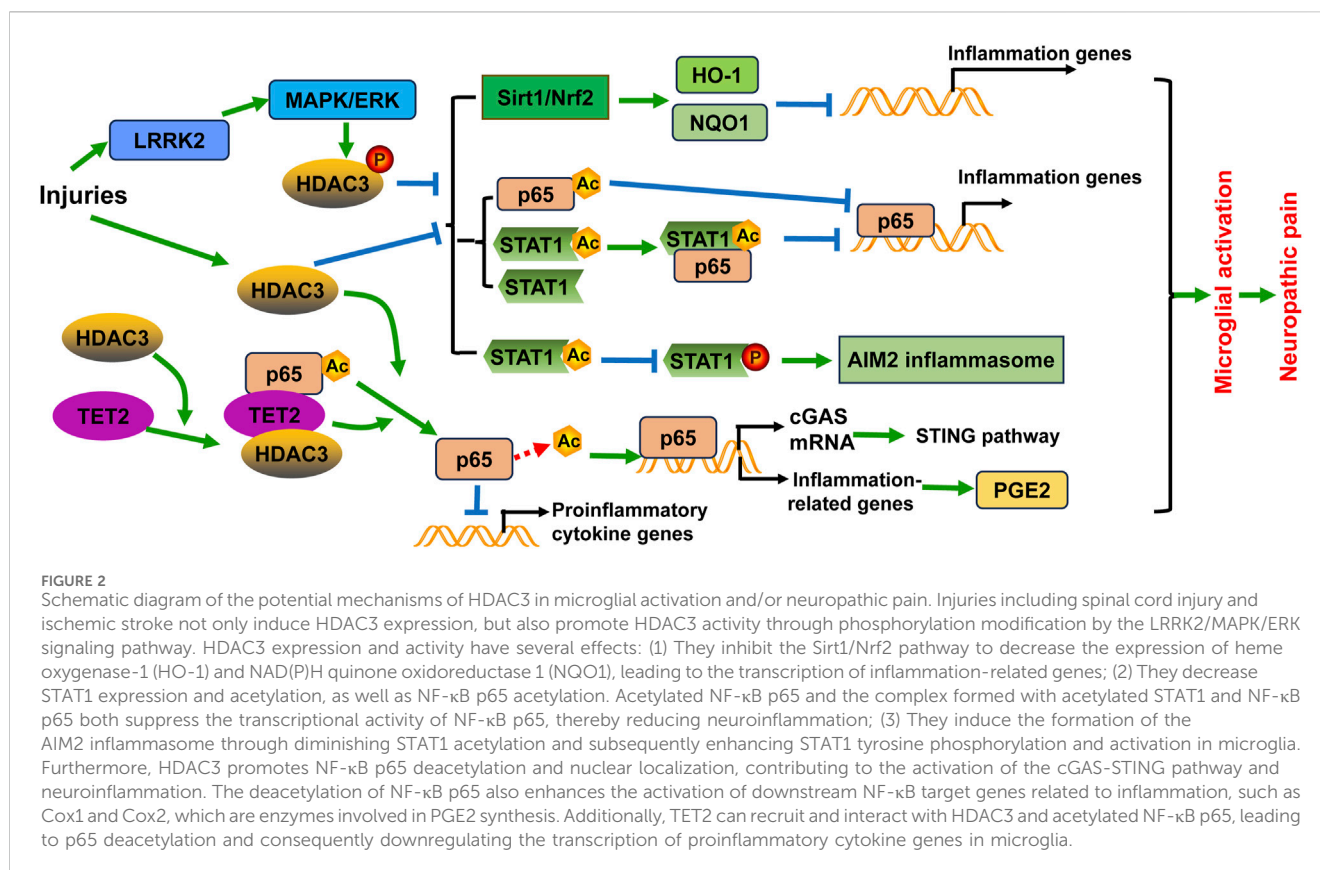 Inflammation genes
HO-1
MAPK/ERK
Sirt1/Nrf2
NQO1
LRRK2
P
HDAC3
Injuries
Inflammation genes
p65
Ac
p65
STAT1
Ac
STAT1
Ac
p65
STAT1
HDAC3
HDAC3
STAT1
Ac
STAT1
P
AIM2 inflammasome
p65
Ac
TET2
TET2
HDAC3
p65
Ac
p65
cGAS
mRNA
STING pathway
Inflammation-
related genes
PGE2
Proinflammatory
cytokine genes
Microglial activation
Neuropathic pain
FIGURE 2
Schematic diagram of the potential mechanisms of HDAC3 in microglial activation and/or neuropathic pain. Injuries including spinal cord injury and
ischemic stroke not only induce HDAC3 expression, but also promote HDAC3 activity through phosphorylation modification by the LRRK2/MAPK/ERK
signaling pathway. HDAC3 expression and activity have several effects: (1) They inhibit the Sirt1/Nrf2 pathway to decrease the expression of heme
oxygenase-1 (HO-1) and NAD(P)H quinone oxidoreductase 1 (NQO1), leading to the transcription of inflammation-related genes; (2) They decrease
STAT1 expression and acetylation, as well as NF-κB p65 acetylation. Acetylated NF-κB p65 and the complex formed with acetylated STAT1 and NF-κB
p65 both suppress the transcriptional activity of NF-κB p65, thereby reducing neuroinflammation; (3) They induce the formation of the
AIM2 inflammasome through diminishing STAT1 acetylation and subsequently enhancing STAT1 tyrosine phosphorylation and activation in microglia.
Furthermore, HDAC3 promotes NF-κB p65 deacetylation and nuclear localization, contributing to the activation of the cGAS-STING pathway and
neuroinflammation. The deacetylation of NF-κB p65 also enhances the activation of downstream NF-κB target genes related to inflammation, such as
Cox1 and Cox2, which are enzymes involved in PGE2 synthesis. Additionally, TET2 can recruit and interact with HDAC3 and acetylated NF-κB p65, leading
to p65 deacetylation and consequently downregulating the transcription of proinflammatory cytokine genes in microglia.